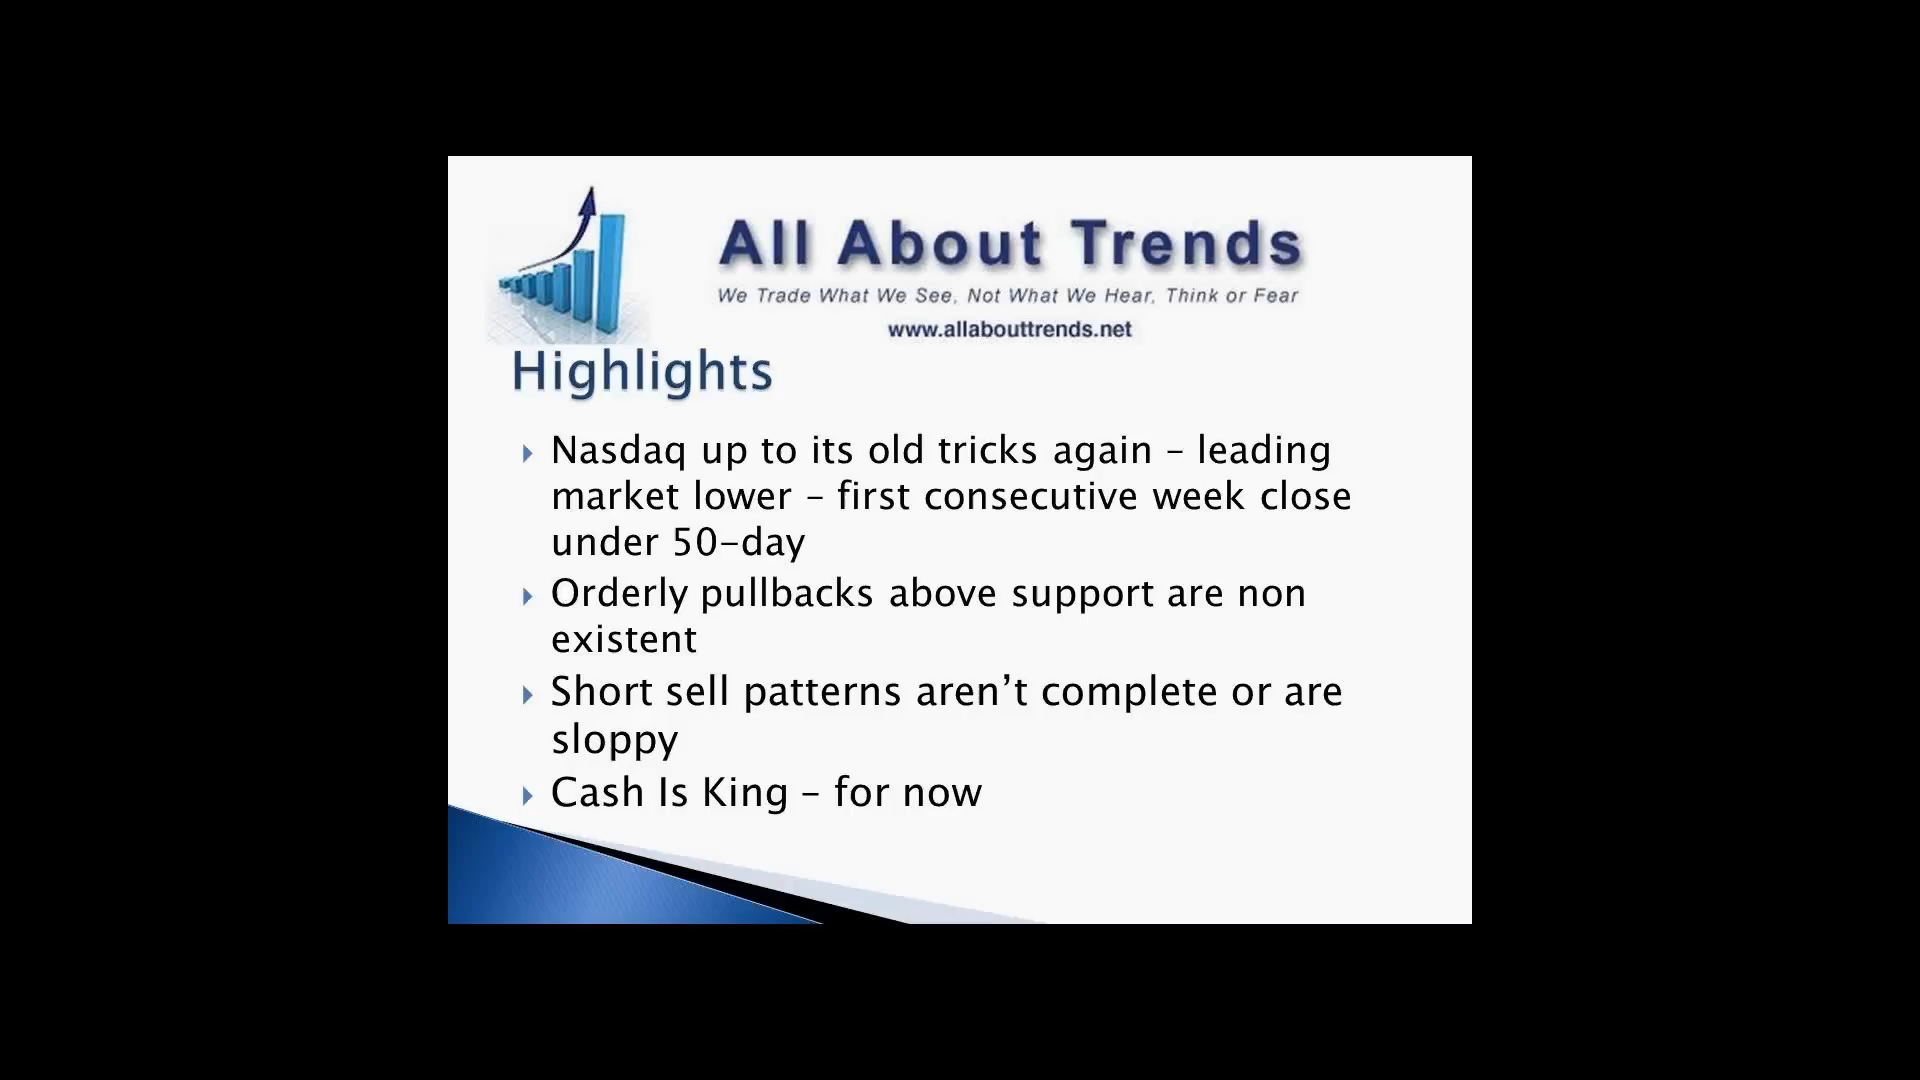 All About Trends
We Trade What We See, Not What We Hear, Think or Fear
www.allabouttrends.net
Highlights
Nasdaq up to its old tricks again – leading
market lower – first consecutive week close
under 50-day
Orderly pullbacks above support are non
existent
Short sell patterns aren’t complete or are
sloppy
Cash Is King – for now